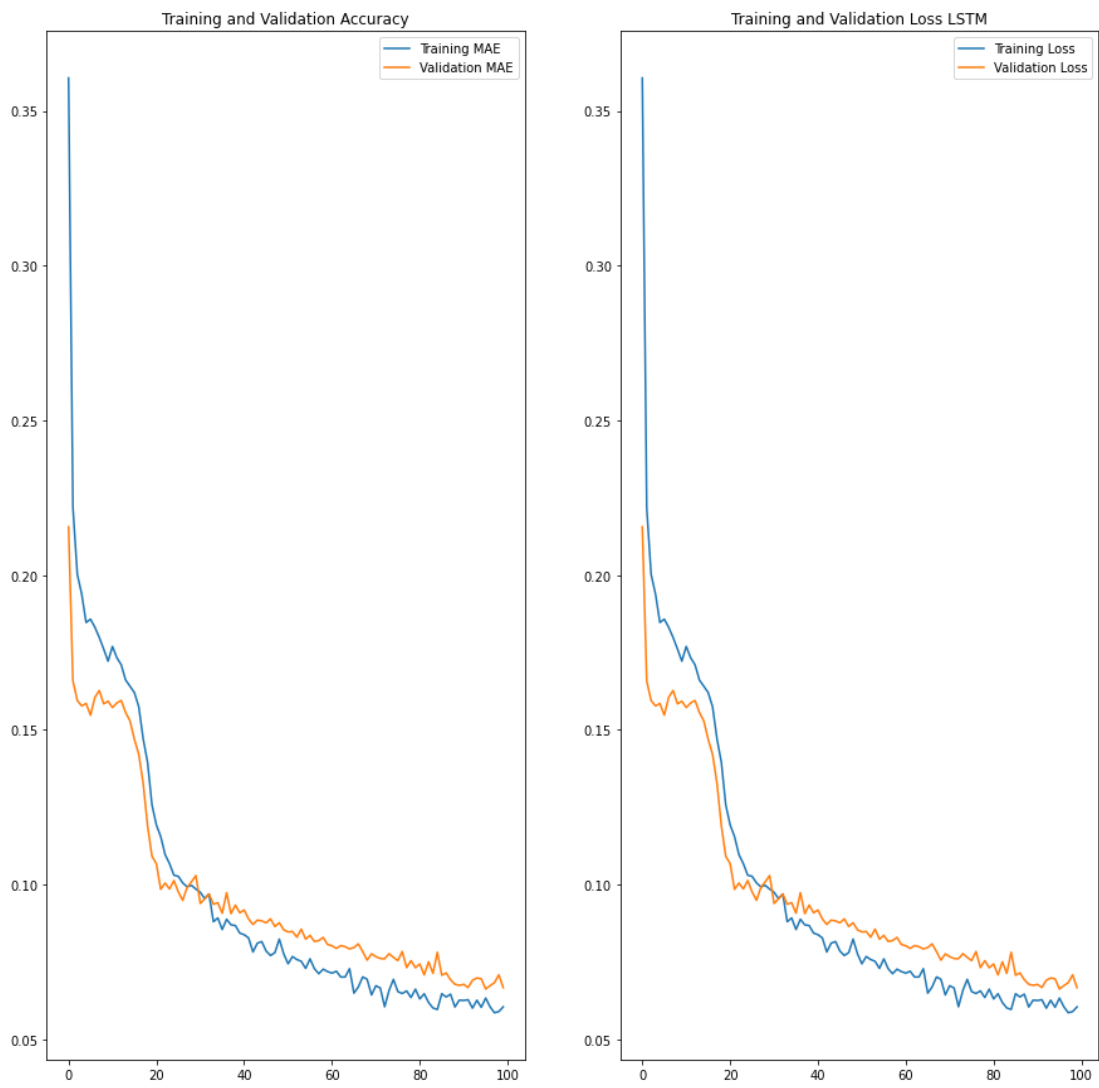 Training and Validation Accuracy
Training MAE
Validation MAE
0.35
0.30
0.25
0.20
0.15
0.10
0.05
0 20 40 60 80 100
Training and Validation Loss LSTM
Training Loss
Validation Loss
0.35
0.30
0.25
0.20
0.15
0.10
0.05
0 20 40 60 80 100